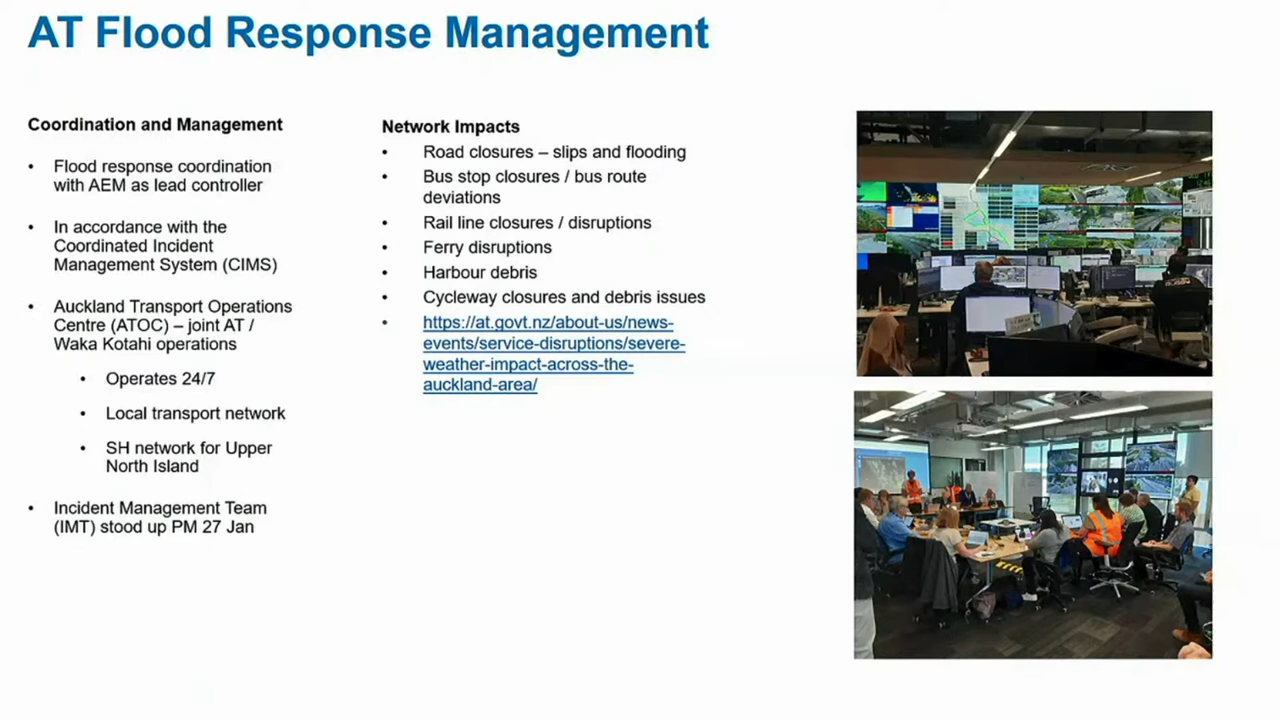 AT Flood Response Management
Coordination and Management
• Flood response coordination
with AEM as lead controller
• In accordance with the
Coordinated Incident
Management System (CIMS)
• Auckland Transport Operations
Centre (ATOC) – joint AT /
Waka Kotahi operations
• Operates 24/7
• Local transport network
• SH network for Upper
North Island
• Incident Management Team
(IMT) stood up PM 27 Jan
Network Impacts
• Road closures – slips and flooding
• Bus stop closures / bus route
deviations
• Rail line closures / disruptions
• Ferry disruptions
• Harbour debris
• Cycleway closures and debris issues
• https://at.govt.nz/about-us/news-
events/service-disruptions/severe-
weather-impact-across-the-
auckland-area/